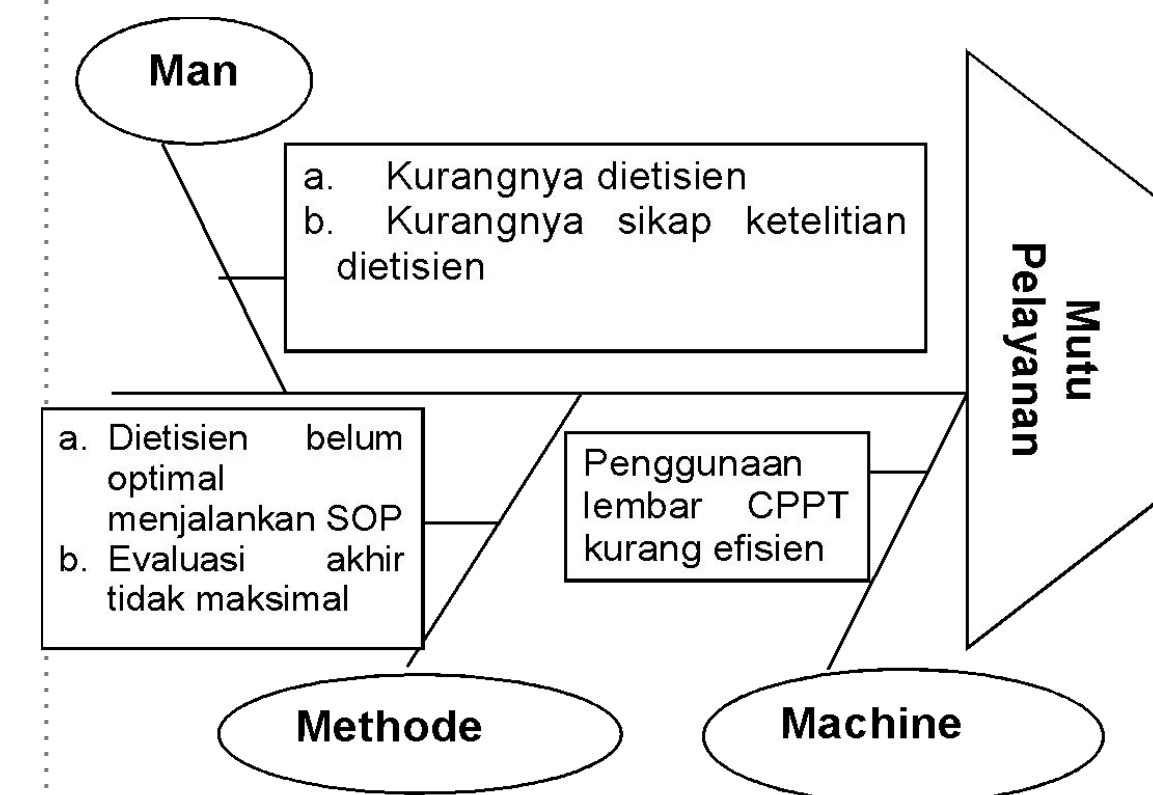 Man
a. Kurangnya dietisien
b. Kurangnya sikap ketelitian
dietisien
Mutu
Pelayanan
a. Dietisien belum
optimal
menjalankan SOP
b. Evaluasi akhir
tidak maksimal
Penggunaan
lembar CPPT
kurang efisien
Methode
Machine